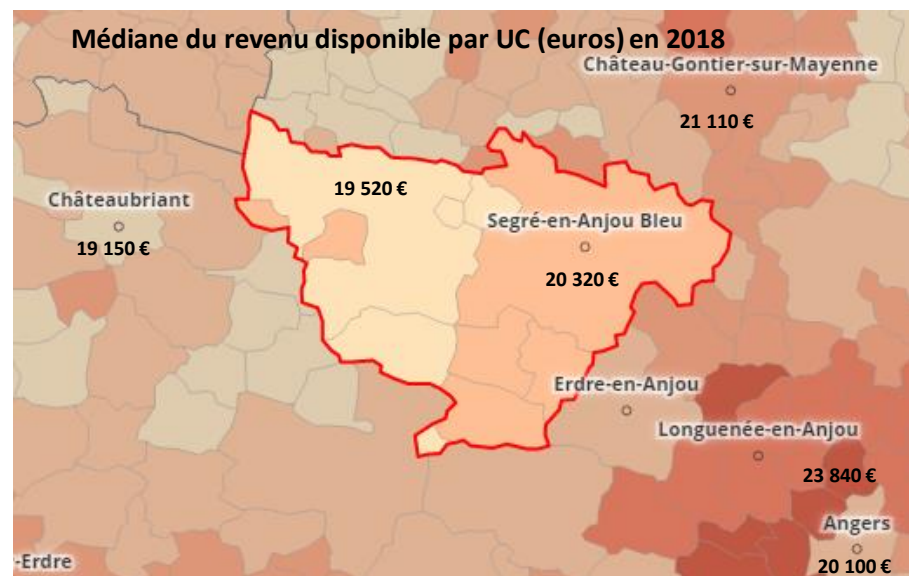 Médiane du revenu disponible par UC (euros) en 2018
Château-Gontier-sur-Mayenne
21 110 €
19 520 €
Châteaubriant
19 150 €
Segré-en-Anjou Bleu
20 320 €
Erdre-en-Anjou
Longuenée-en-Anjou
23 840 €
Angers
20 100 €
-Erdre